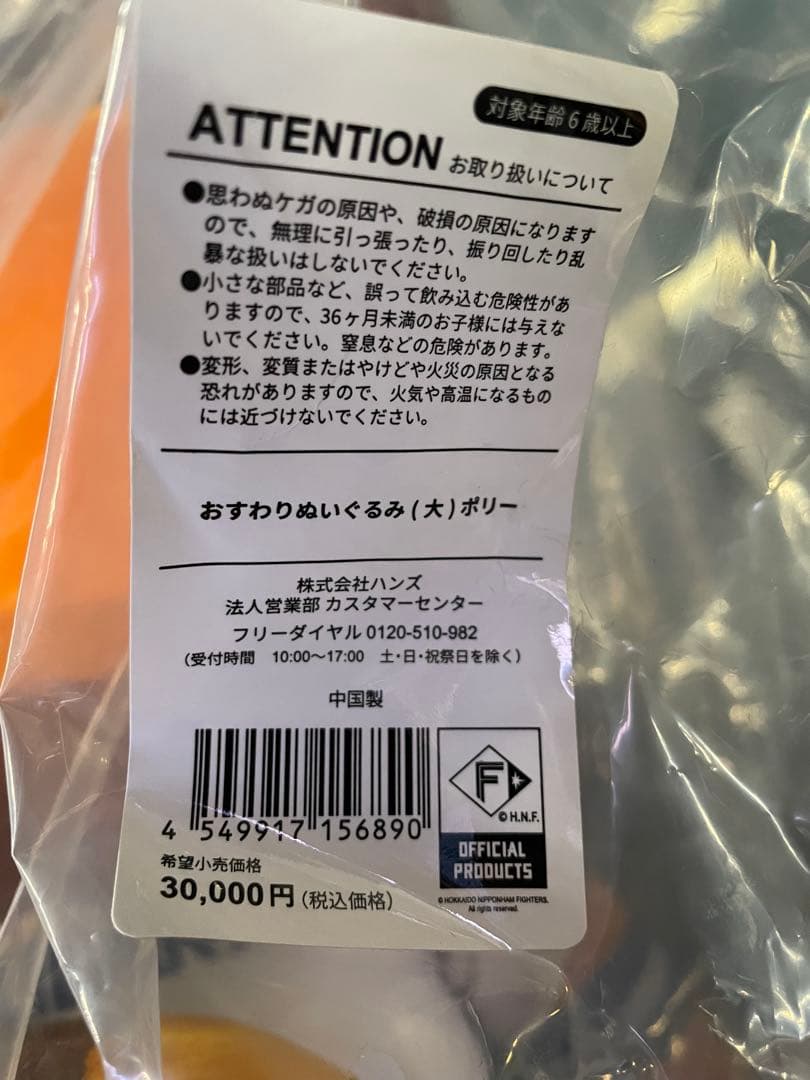 対象年齢6歳以上
ATTENTION お取り扱いについて
●思わぬケガの原因や、破損の原因になります
ので、無理に引っ張ったり、振り回したり乱
暴な扱いはしないでください。
●小さな部品など、誤って飲み込む危険性があ
りますので、36ヶ月未満のお子様には与えな
いでください。窒息などの危険があります。
●変形、変質またはやけどや火災の原因となる
恐れがありますので、火気や高温になるもの
には近づけないでください。
おすわりぬいぐるみ(大)ポリー
株式会社ハンズ
法人営業部 カスタマーセンター
フリーダイヤル 0120-510-982
(受付時間 10:00〜17:00 土・日・祝祭日を除く)
中国製
4 549917 156890
希望小売価格
30,000円(税込価格)
F
© H.N.F.
OFFICIAL
PRODUCTS
© HOKKAIDO NIPPONHAM FIGHTERS.
All rights reserved.